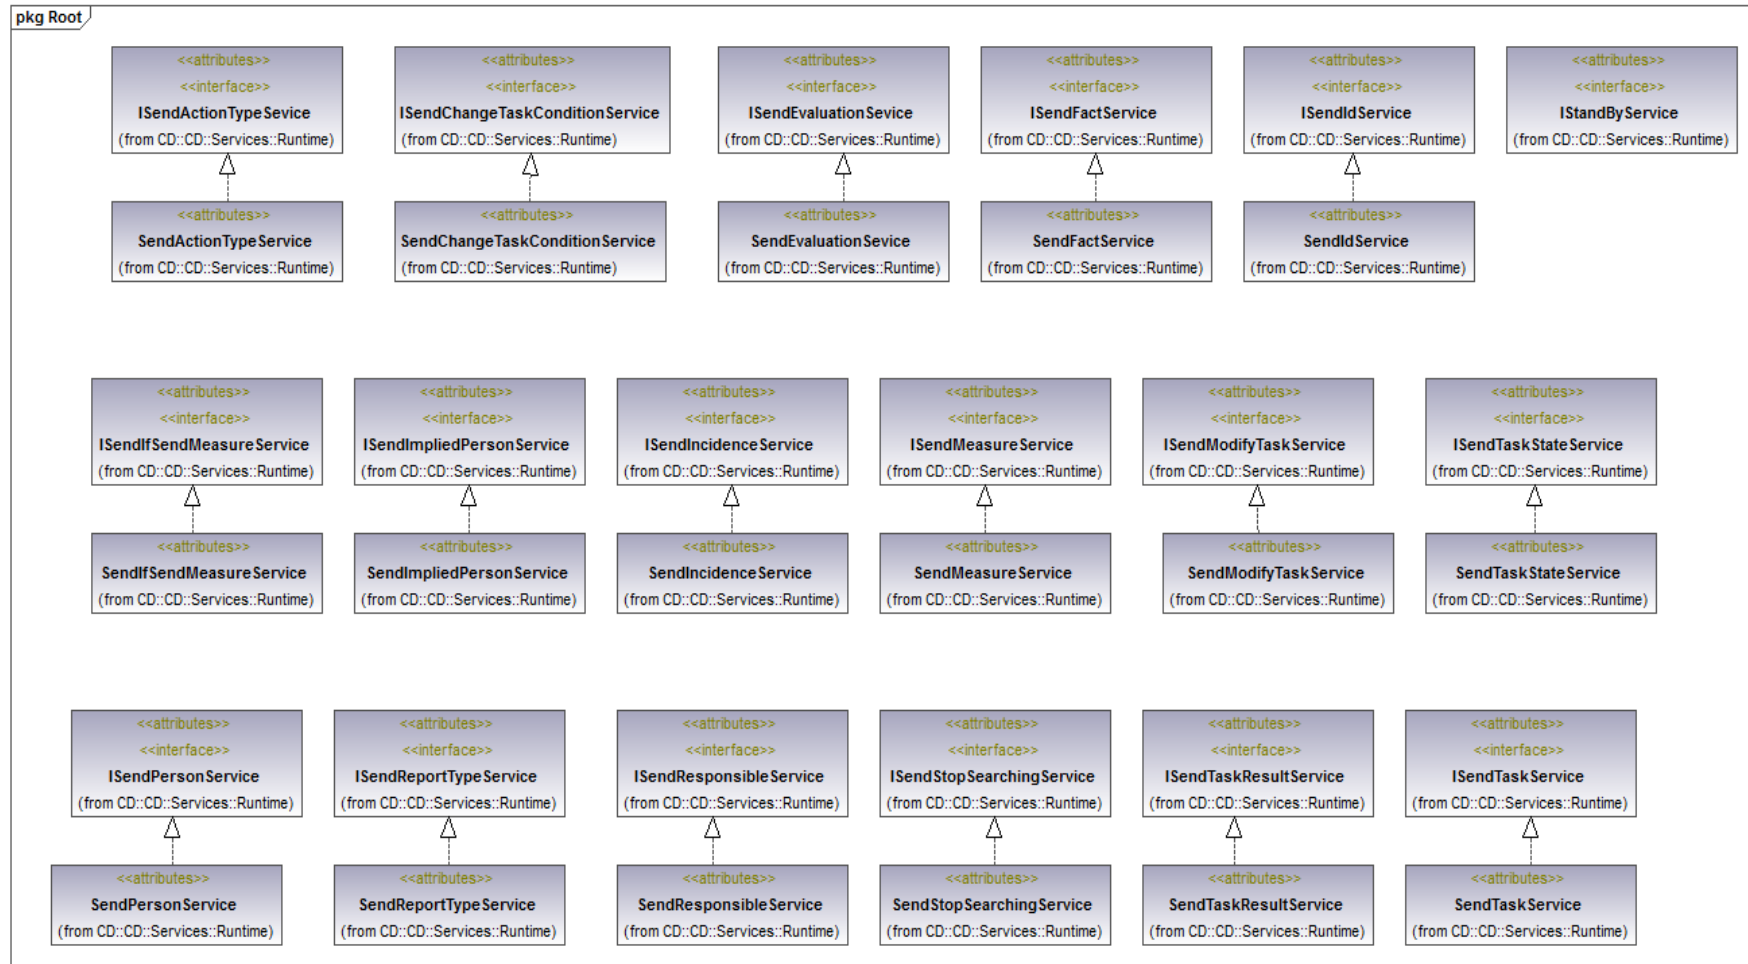 pkg Root
<<attributes>>
<<interface>>
ISendActionTypeSevice
(from CD::CD::Services::Runtime)
<<attributes>>
<<interface>>
ISendChangeTaskConditionService
(from CD::CD::Services::Runtime)
<<attributes>>
<<interface>>
ISendEvaluationSevice
(from CD::CD::Services::Runtime)
<<attributes>>
<<interface>>
ISendFactService
(from CD::CD::Services::Runtime)
<<attributes>>
<<interface>>
ISendIdService
(from CD::CD::Services::Runtime)
<<attributes>>
<<interface>>
IStandByService
(from CD::CD::Services::Runtime)
<<attributes>>
SendActionTypeService
(from CD::CD::Services::Runtime)
<<attributes>>
SendChangeTaskConditionService
(from CD::CD::Services::Runtime)
<<attributes>>
SendEvaluationSevice
(from CD::CD::Services::Runtime)
<<attributes>>
SendFactService
(from CD::CD::Services::Runtime)
<<attributes>>
SendIdService
(from CD::CD::Services::Runtime)
<<attributes>>
<<interface>>
ISendIfSendMeasureService
(from CD::CD::Services::Runtime)
<<attributes>>
<<interface>>
ISendImpliedPersonService
(from CD::CD::Services::Runtime)
<<attributes>>
<<interface>>
ISendIncidenceService
(from CD::CD::Services::Runtime)
<<attributes>>
<<interface>>
ISendMeasureService
(from CD::CD::Services::Runtime)
<<attributes>>
<<interface>>
ISendModifyTaskService
(from CD::CD::Services::Runtime)
<<attributes>>
<<interface>>
ISendTaskStateService
(from CD::CD::Services::Runtime)
<<attributes>>
SendIfSendMeasureService
(from CD::CD::Services::Runtime)
<<attributes>>
SendImpliedPersonService
(from CD::CD::Services::Runtime)
<<attributes>>
SendIncidenceService
(from CD::CD::Services::Runtime)
<<attributes>>
SendMeasureService
(from CD::CD::Services::Runtime)
<<attributes>>
SendModifyTaskService
(from CD::CD::Services::Runtime)
<<attributes>>
SendTaskStateService
(from CD::CD::Services::Runtime)
<<attributes>>
<<interface>>
ISendPersonService
(from CD::CD::Services::Runtime)
<<attributes>>
<<interface>>
ISendReportTypeService
(from CD::CD::Services::Runtime)
<<attributes>>
<<interface>>
ISendResponsibleService
(from CD::CD::Services::Runtime)
<<attributes>>
<<interface>>
ISendStopSearchingService
(from CD::CD::Services::Runtime)
<<attributes>>
<<interface>>
ISendTaskResultService
(from CD::CD::Services::Runtime)
<<attributes>>
<<interface>>
ISendTaskService
(from CD::CD::Services::Runtime)
<<attributes>>
SendPersonService
(from CD::CD::Services::Runtime)
<<attributes>>
SendReportTypeService
(from CD::CD::Services::Runtime)
<<attributes>>
SendResponsibleService
(from CD::CD::Services::Runtime)
<<attributes>>
SendStopSearchingService
(from CD::CD::Services::Runtime)
<<attributes>>
SendTaskResultService
(from CD::CD::Services::Runtime)
<<attributes>>
SendTaskService
(from CD::CD::Services::Runtime)